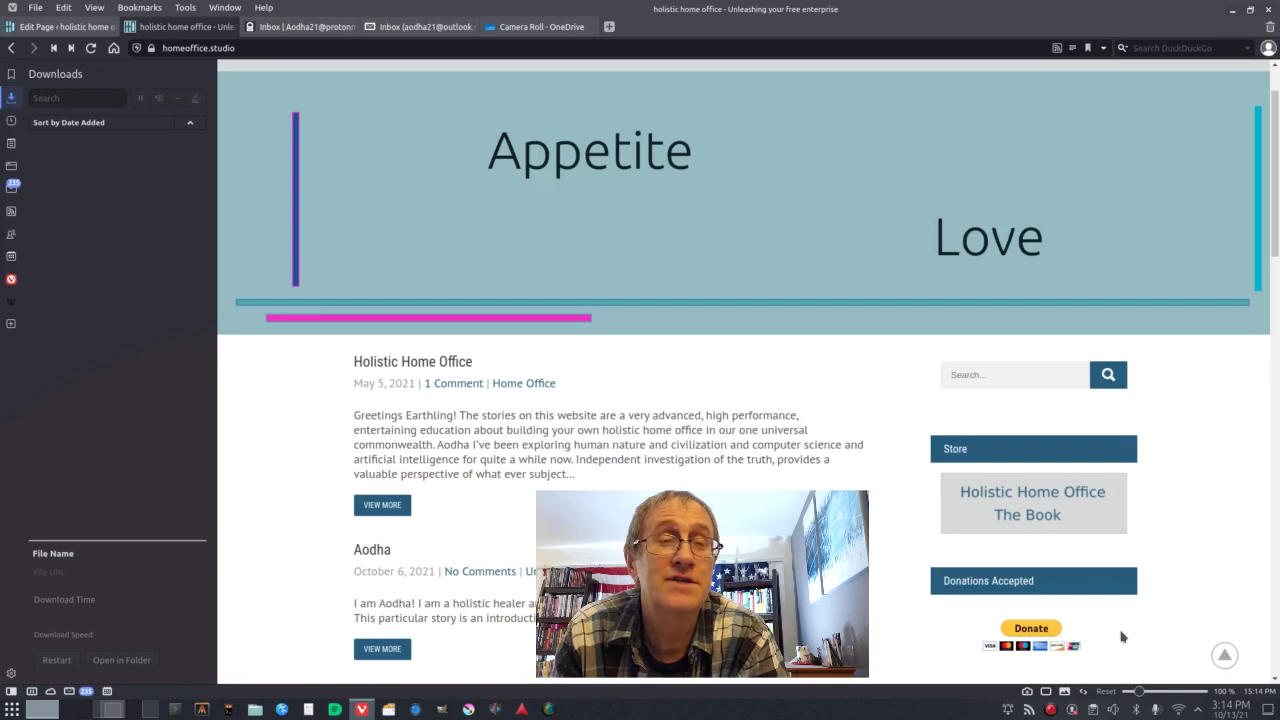 File Edit View Bookmarks Tools Window Help
holistic home office - Unleashing your free enterprise
Edit Page ‹ holistic home o
holistic home office - Unle
Inbox | Aodha21@protonm
Inbox (aodha21@outlook.
Camera Roll - OneDrive
homeoffice.studio
Search DuckDuckGo
Downloads
Search
Sort by Date Added
235
File Name
File URL
Download Time
Download Speed
Restart
Open in Folder
Appetite
Love
Holistic Home Office
May 5, 2021 | 1 Comment | Home Office
Greetings Earthling! The stories on this website are a very advanced, high performance,
entertaining education about building your own holistic home office in our one universal
commonwealth. Aodha I've been exploring human nature and civilization and computer science and
artificial intelligence for quite a while now. Independent investigation of the truth, provides a
valuable perspective of what ever subject...
VIEW MORE
Aodha
October 6, 2021 | No Comments | Un
I am Aodha! I am a holistic healer a
This particular story is an introducti
VIEW MORE
Search...
Store
Holistic Home Office
The Book
Donations Accepted
Donate
VISA
235
Reset
100 %
15:14 PM
3:14 PM
10/13/21